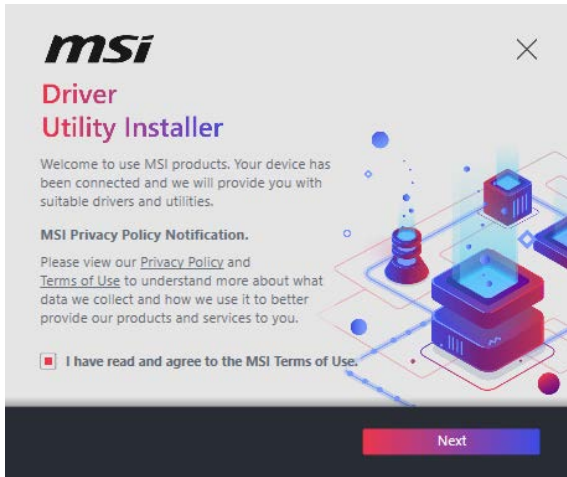 msi
Driver
Utility Installer
Welcome to use MSI products. Your device has
been connected and we will provide you with
suitable drivers and utilities.
MSI Privacy Policy Notification.
Please view our Privacy Policy and
Terms of Use to understand more about what
data we collect and how we use it to better
provide our products and services to you.
I have read and agree to the MSI Terms of Use.
Next